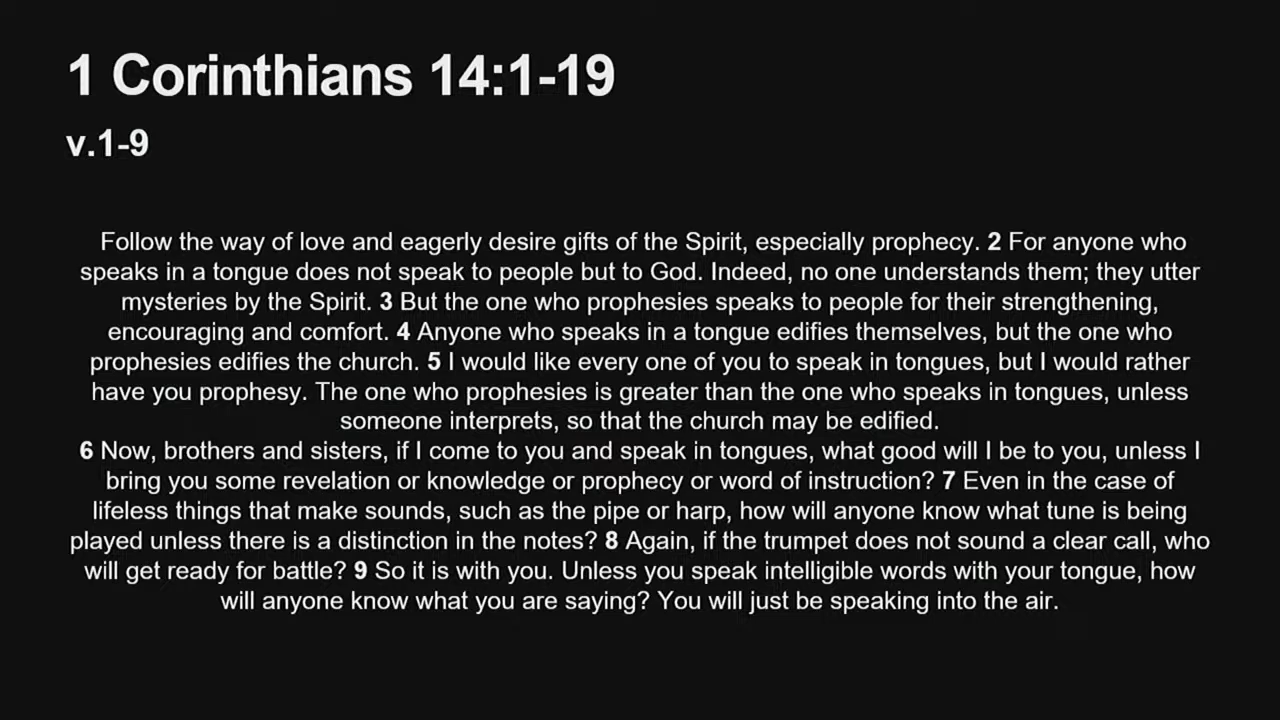 1 Corinthians 14:1-19
v.1-9
Follow the way of love and eagerly desire gifts of the Spirit, especially prophecy. 2 For anyone who
speaks in a tongue does not speak to people but to God. Indeed, no one understands them; they utter
mysteries by the Spirit. 3 But the one who prophesies speaks to people for their strengthening,
encouraging and comfort. 4 Anyone who speaks in a tongue edifies themselves, but the one who
prophesies edifies the church. 5 I would like every one of you to speak in tongues, but I would rather
have you prophesy. The one who prophesies is greater than the one who speaks in tongues, unless
someone interprets, so that the church may be edified.
6 Now, brothers and sisters, if I come to you and speak in tongues, what good will I be to you, unless I
bring you some revelation or knowledge or prophecy or word of instruction? 7 Even in the case of
lifeless things that make sounds, such as the pipe or harp, how will anyone know what tune is being
played unless there is a distinction in the notes? 8 Again, if the trumpet does not sound a clear call, who
will get ready for battle? 9 So it is with you. Unless you speak intelligible words with your tongue, how
will anyone know what you are saying? You will just be speaking into the air.